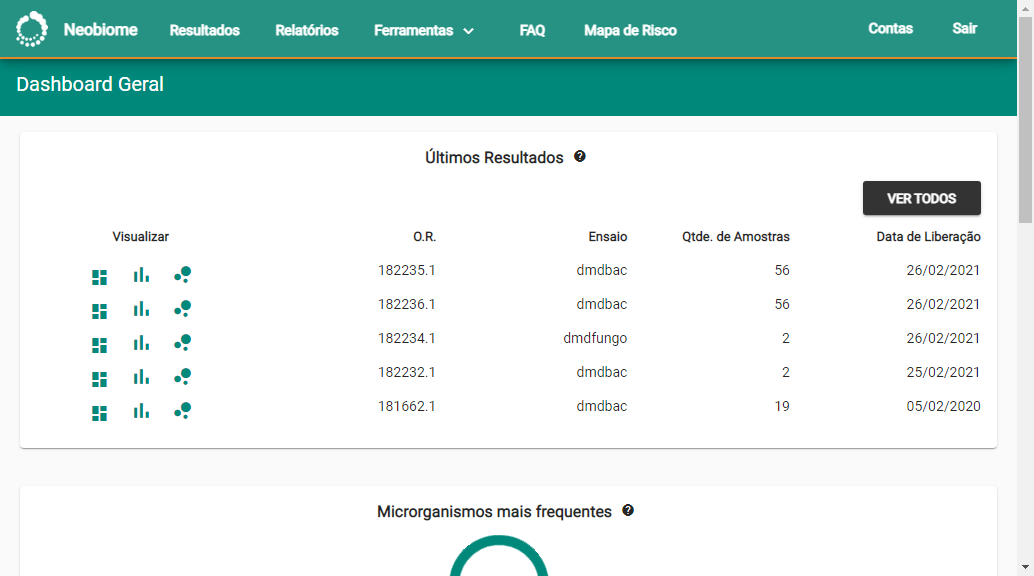 Neobiome Resultados Relatórios Ferramentas FAQ Mapa de Risco Contas Sair
Dashboard Geral
Últimos Resultados
VER TODOS
Visualizar O.R. Ensaio Qtde. de Amostras Data de Liberação
182235.1 dmdbac 56 26/02/2021
182236.1 dmdbac 56 26/02/2021
182234.1 dmdfungo 2 26/02/2021
182232.1 dmdbac 2 25/02/2021
181662.1 dmdbac 19 05/02/2020
Microrganismos mais frequentes